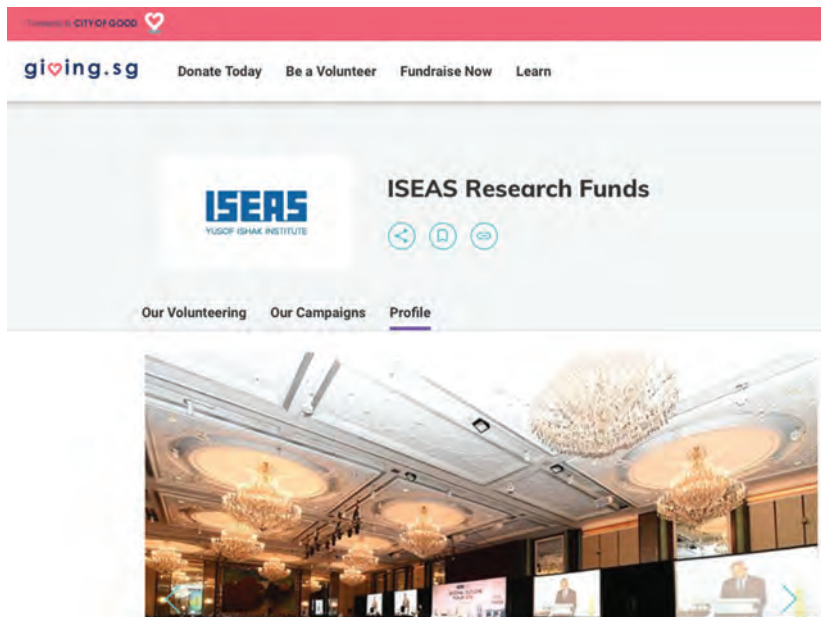 CITY OF GOOD
giving.sg
Donate Today Be a Volunteer Fundraise Now Learn
ISEAS
YUSOF ISHAK INSTITUTE
ISEAS Research Funds
Our Volunteering Our Campaigns Profile